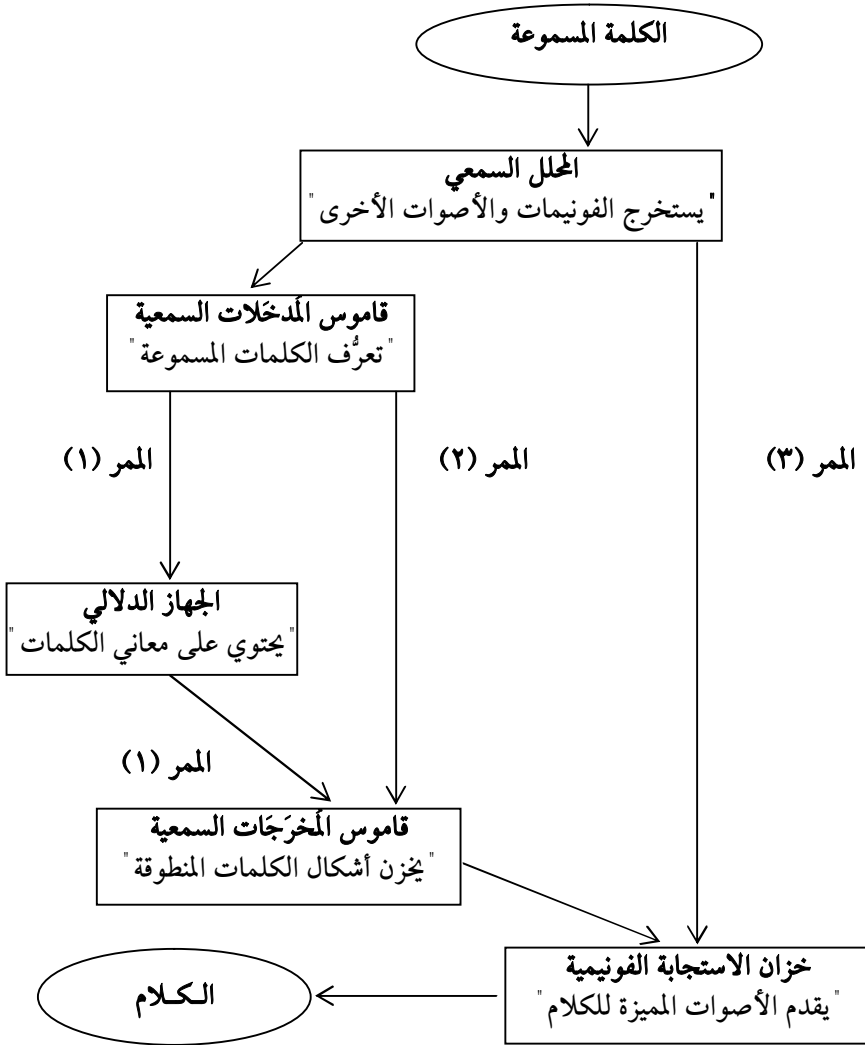 الكلمة المسموعة
المحلل السمعي
"يستخرج الفونيمات والأصوات الأخرى"
قاموس المُدخَلات السمعية
"تعرُّف الكلمات المسموعة"
الممر (١)
الممر (٢)
الممر (٣)
الجهاز الدلالي
"يحتوي على معاني الكلمات"
الممر (١)
قاموس المُخرَجَات السمعية
"يخزن أشكال الكلمات المنطوقة"
خزان الاستجابة الفونيمية
"يقدم الأصوات المميزة للكلام"
الـكـلام